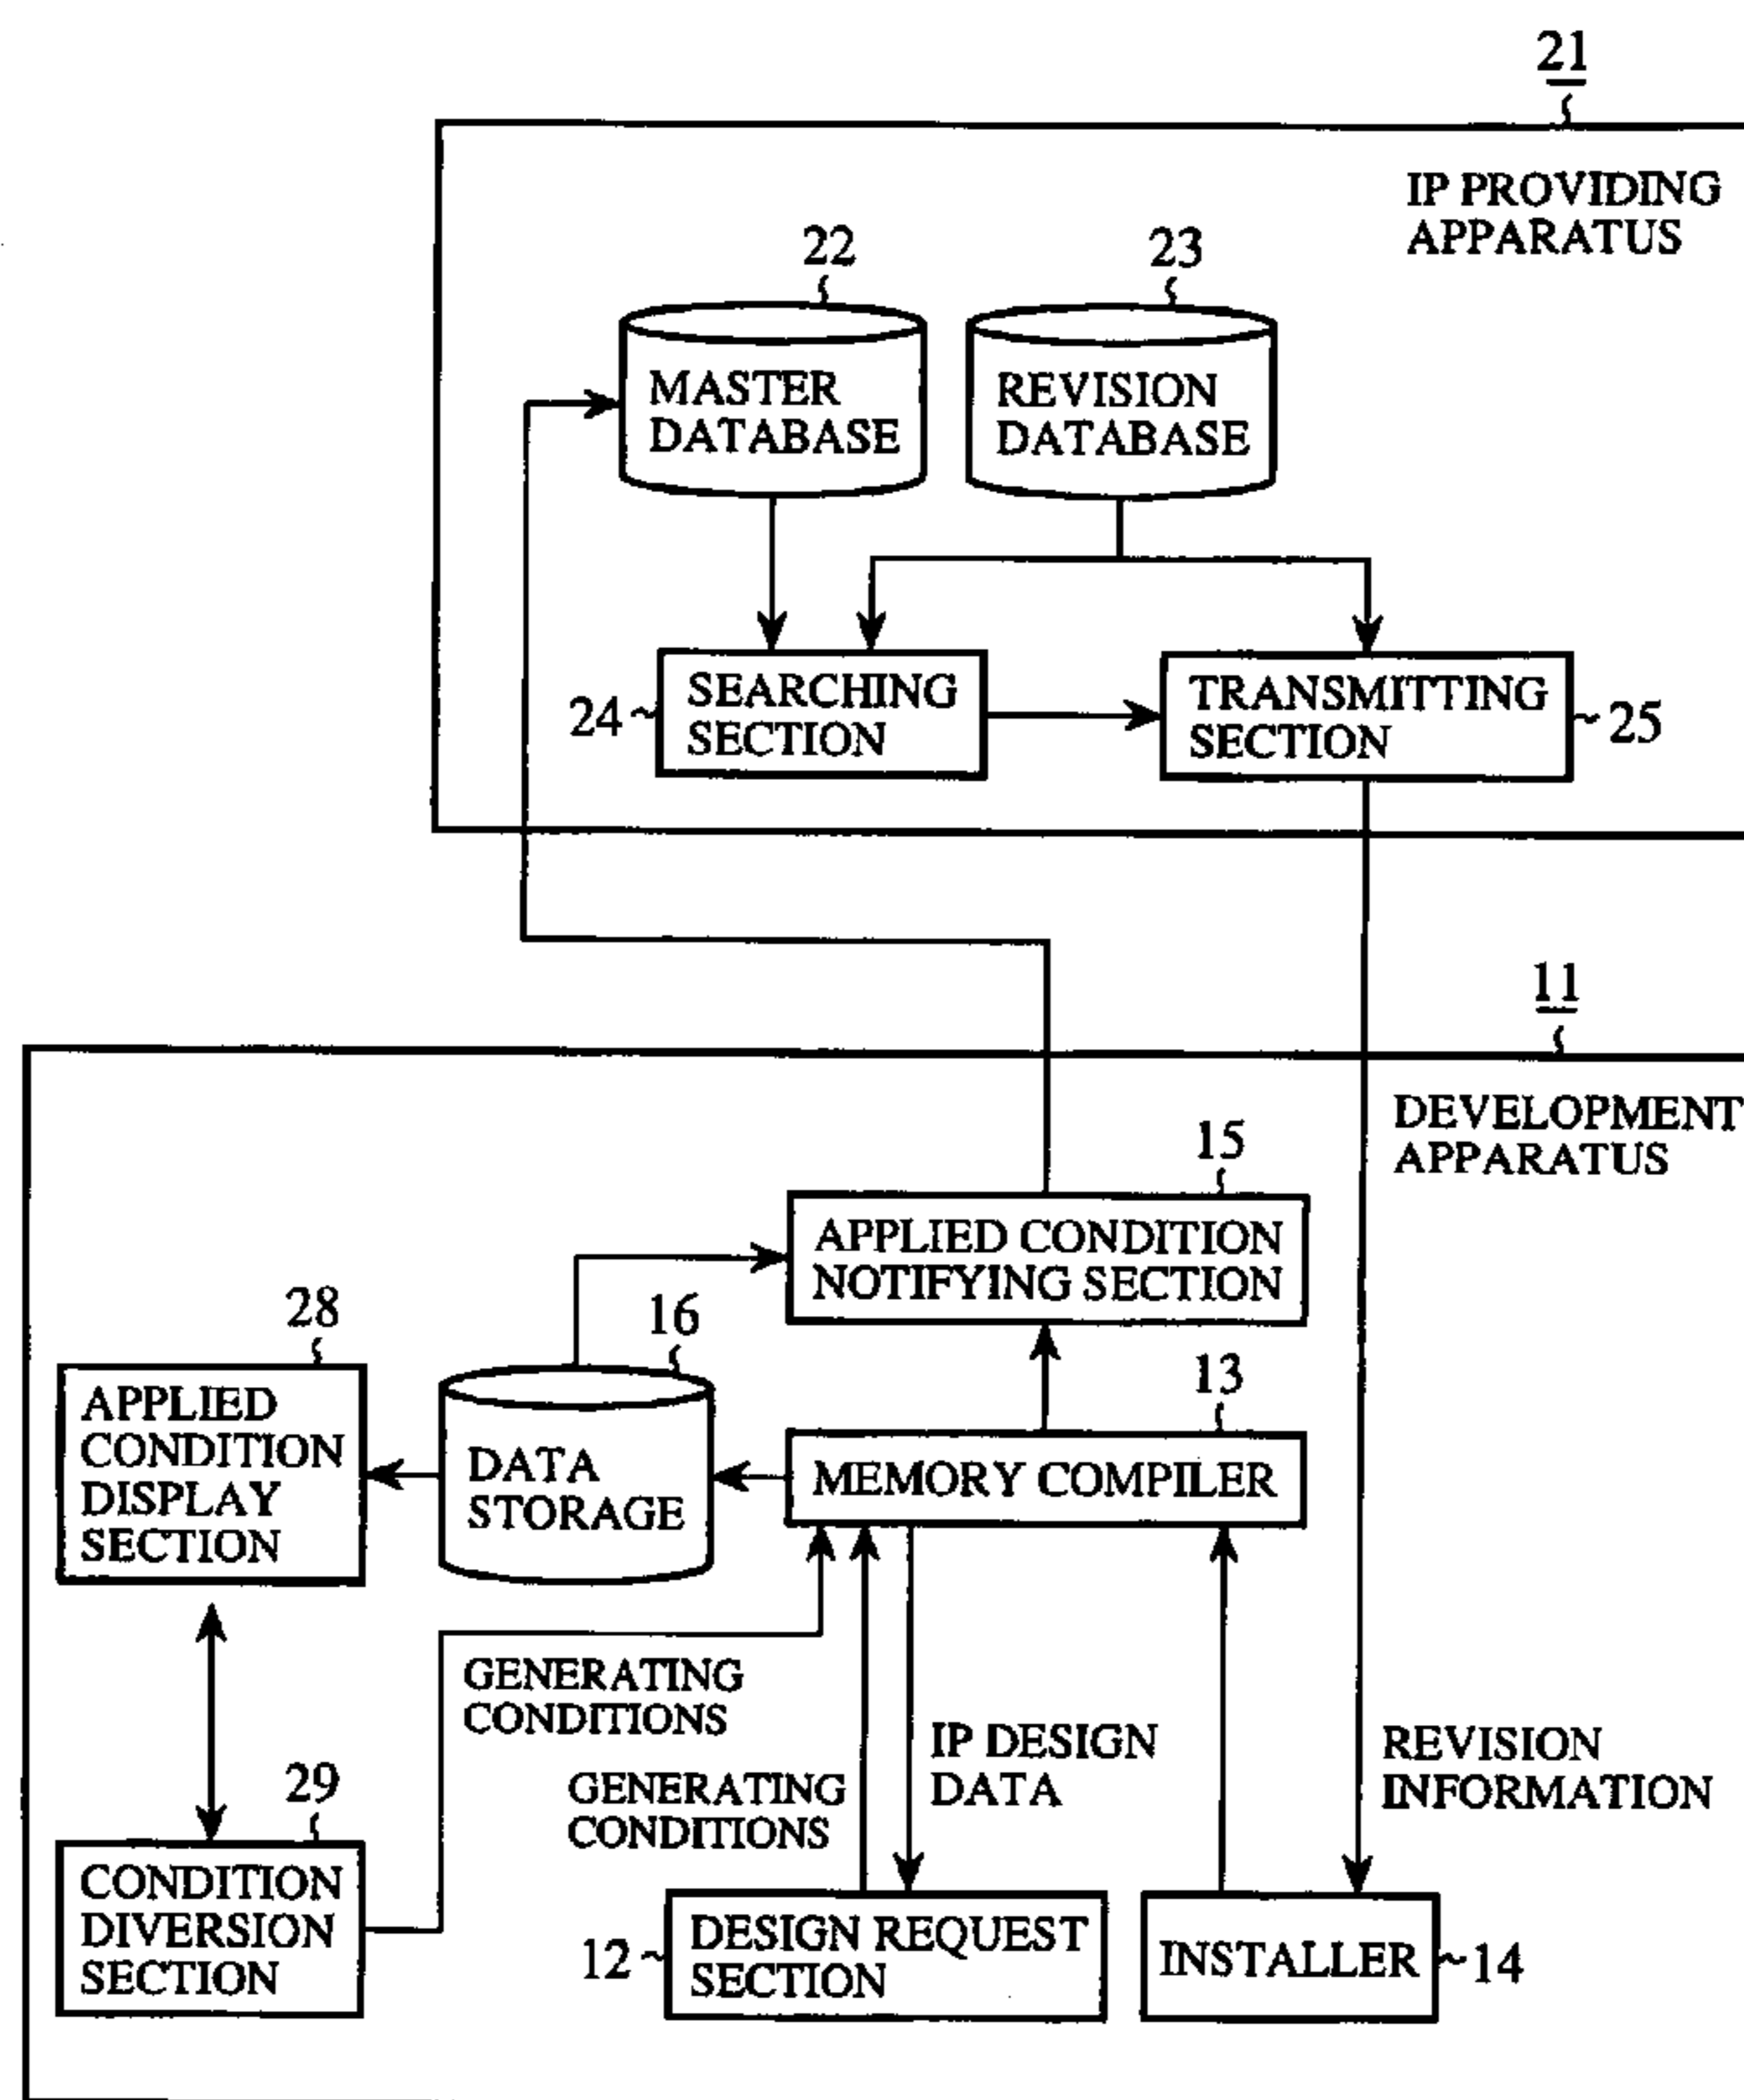 21
IP PROVIDING
APPARATUS
22
23
MASTER
DATABASE
REVISION
DATABASE
24
SEARCHING
SECTION
TRANSMITTING
SECTION
25
11
DEVELOPMENT
APPARATUS
15
APPLIED CONDITION
NOTIFYING SECTION
28
16
13
APPLIED
CONDITION
DISPLAY
SECTION
DATA
STORAGE
MEMORY COMPILER
GENERATING
CONDITIONS
GENERATING
CONDITIONS
IP DESIGN
DATA
REVISION
INFORMATION
29
CONDITION
DIVERSION
SECTION
12
DESIGN REQUEST
SECTION
INSTALLER
14